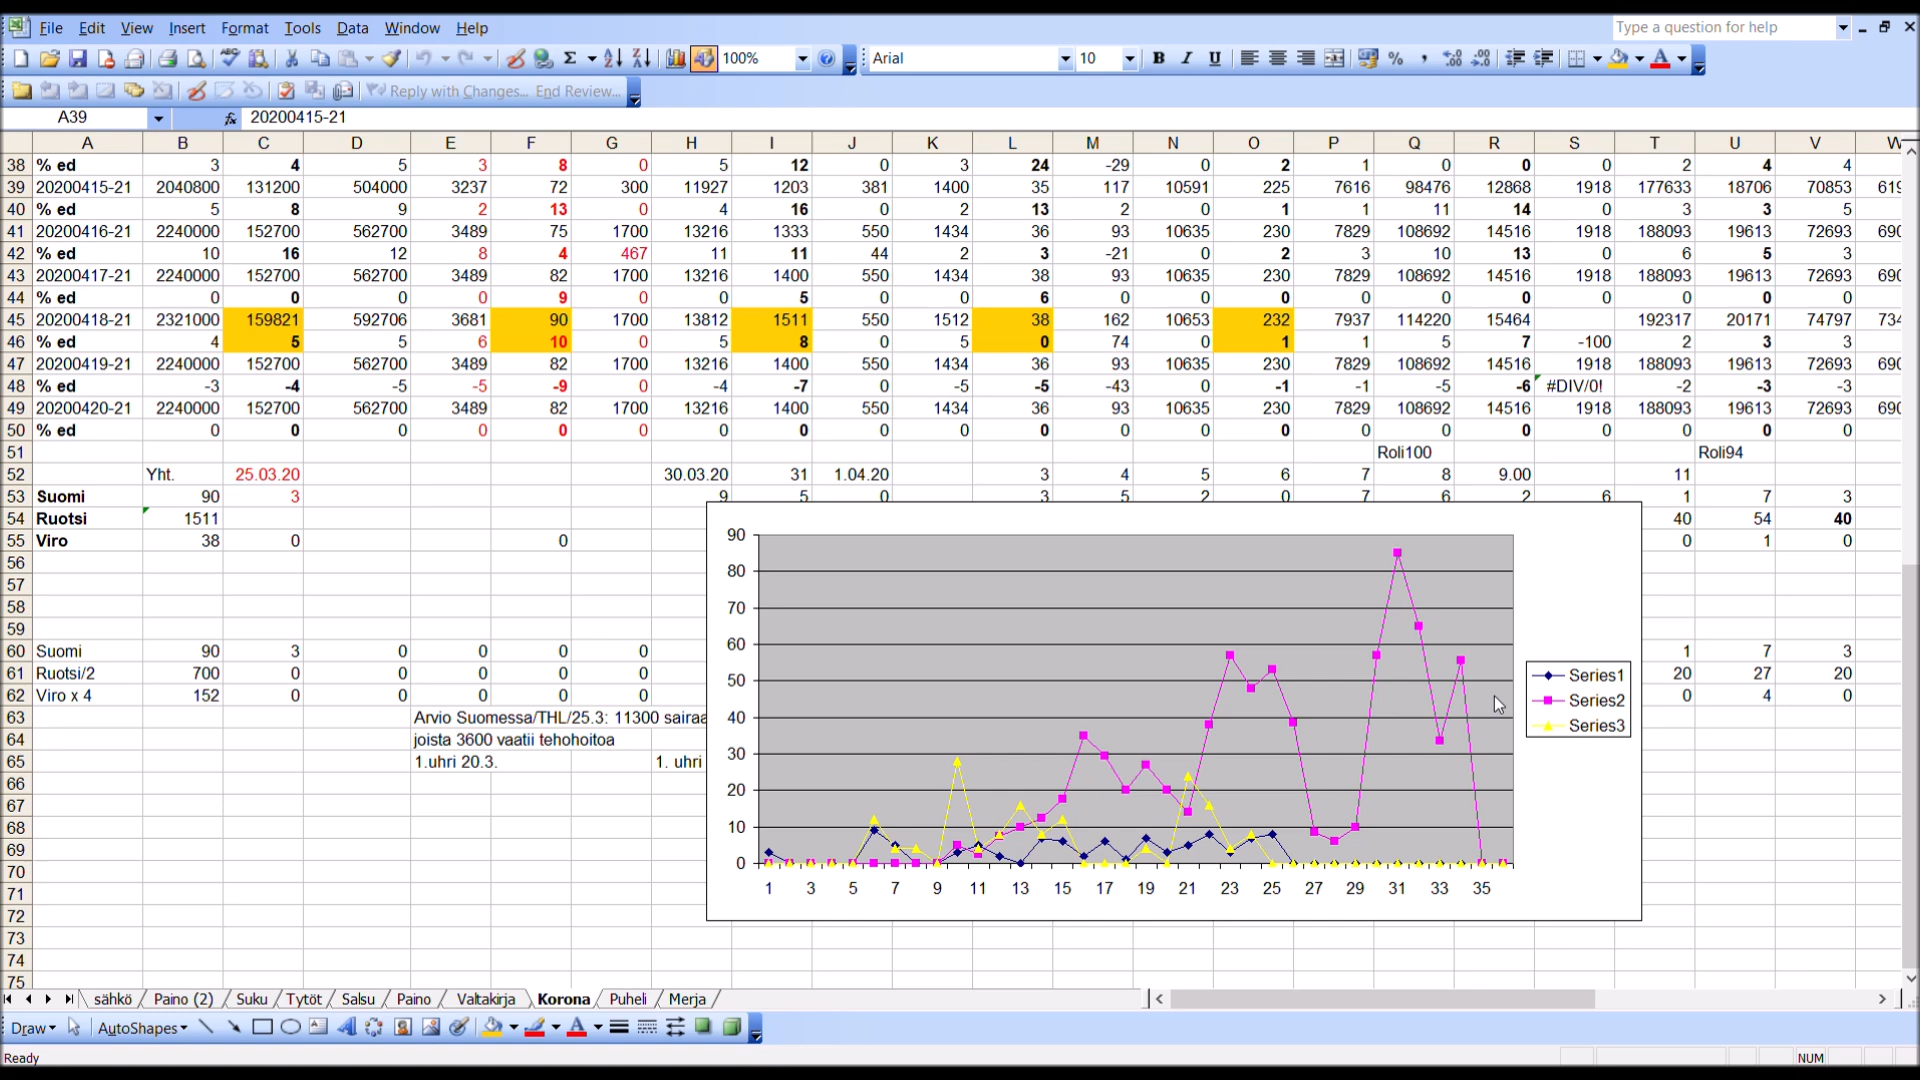 File Edit View Insert Format Tools Data Window Help Type a question for help
100% Arial 10 B I U
Reply with Changes... End Review...
A39 fx 20200415-21
A B C D E F G H I J K L M N O P Q R S T U V W
38 % ed 3 4 5 3 8 0 5 12 0 3 24 -29 0 2 1 0 0 0 2 4 4
39 20200415-21 2040800 131200 504000 3237 72 300 11927 1203 381 1400 35 117 10591 225 7616 98476 12868 1918 177633 18706 70853 619
40 % ed 5 8 9 2 13 0 4 16 0 2 13 2 0 1 1 11 14 0 3 3 5
41 20200416-21 2240000 152700 562700 3489 75 1700 13216 1333 550 1434 36 93 10635 230 7829 108692 14516 1918 188093 19613 72693 690
42 % ed 10 16 12 8 4 467 11 11 44 2 3 -21 0 2 3 10 13 0 6 5 3
43 20200417-21 2240000 152700 562700 3489 82 1700 13216 1400 550 1434 38 93 10635 230 7829 108692 14516 1918 188093 19613 72693 690
44 % ed 0 0 0 0 9 0 0 5 0 0 6 0 0 0 0 0 0 0 0 0 0
45 20200418-21 2321000 159821 592706 3681 90 1700 13812 1511 550 1512 38 162 10653 232 7937 114220 15464 192317 20171 74797 734
46 % ed 4 5 5 6 10 0 5 8 0 5 0 74 0 1 1 5 7 -100 2 3 3
47 20200419-21 2240000 152700 562700 3489 82 1700 13216 1400 550 1434 36 93 10635 230 7829 108692 14516 1918 188093 19613 72693 690
48 % ed -3 -4 -5 -5 -9 0 -4 -7 0 -5 -5 -43 0 -1 -1 -5 -6 #DIV/0! -2 -3 -3
49 20200420-21 2240000 152700 562700 3489 82 1700 13216 1400 550 1434 36 93 10635 230 7829 108692 14516 1918 188093 19613 72693 690
50 % ed 0 0 0 0 0 0 0 0 0 0 0 0 0 0 0 0 0 0 0 0 0
51 Roli100 Roli94
52 Yht. 25.03.20 30.03.20 31 1.04.20 3 4 5 6 7 8 9.00 11
53 Suomi 90 3 9 5 0 3 5 2 0 7 6 2 6 1 7 3
54 Ruotsi 1511 40 54 40
55 Viro 38 0 0 0 1 0
56
57
58
59
60 Suomi 90 3 0 0 0 0 1 7 3
61 Ruotsi/2 700 0 0 0 0 0 20 27 20
62 Viro x 4 152 0 0 0 0 0 0 4 0
63 Arvio Suomessa/THL/25.3: 11300 sairaa
64 joista 3600 vaatii tehohoitoa
65 1.uhri 20.3. 1. uhri
66
67
68
69
70
71
72
73
74
75
90
80
70
60
50
40
30
20
10
0
1 3 5 7 9 11 13 15 17 19 21 23 25 27 29 31 33 35
Series1
Series2
Series3
sähkö Paino (2) Suku Tytöt Salsu Paino Valtakirja Korona Puheli Merja
Draw AutoShapes
Ready NUM